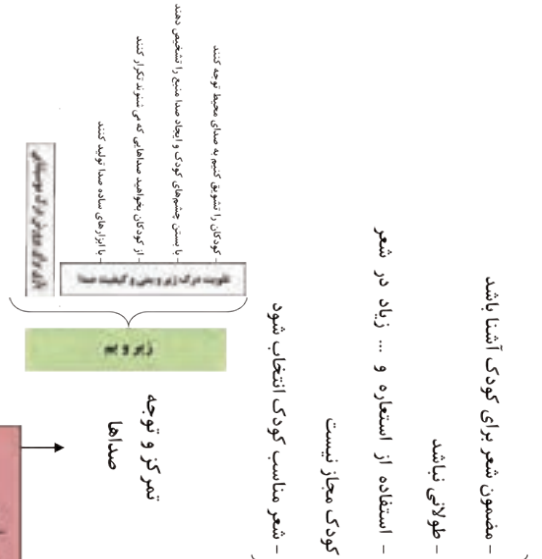 - مضمون شعر برای کودک آشنا باشد
- طولانی نباشد
- استفاده از استعاره و ... زیاد در شعر
کودک مجاز نیست
- شعر مناسب کودک انتخاب شود
تمرکز و توجه
صداها
زیر و بم
تقویت درک زیر و بمی و کیفیت صدا
- کودکان را تشویق کنیم به صدای محیط توجه کنند
- با بستن چشم‌های کودک و ایجاد صدا منبع را تشخیص دهند
- از کودکان بخواهید صداهایی که می شنوند تکرار کنند
- با ابزارهای ساده صدا تولید کنند